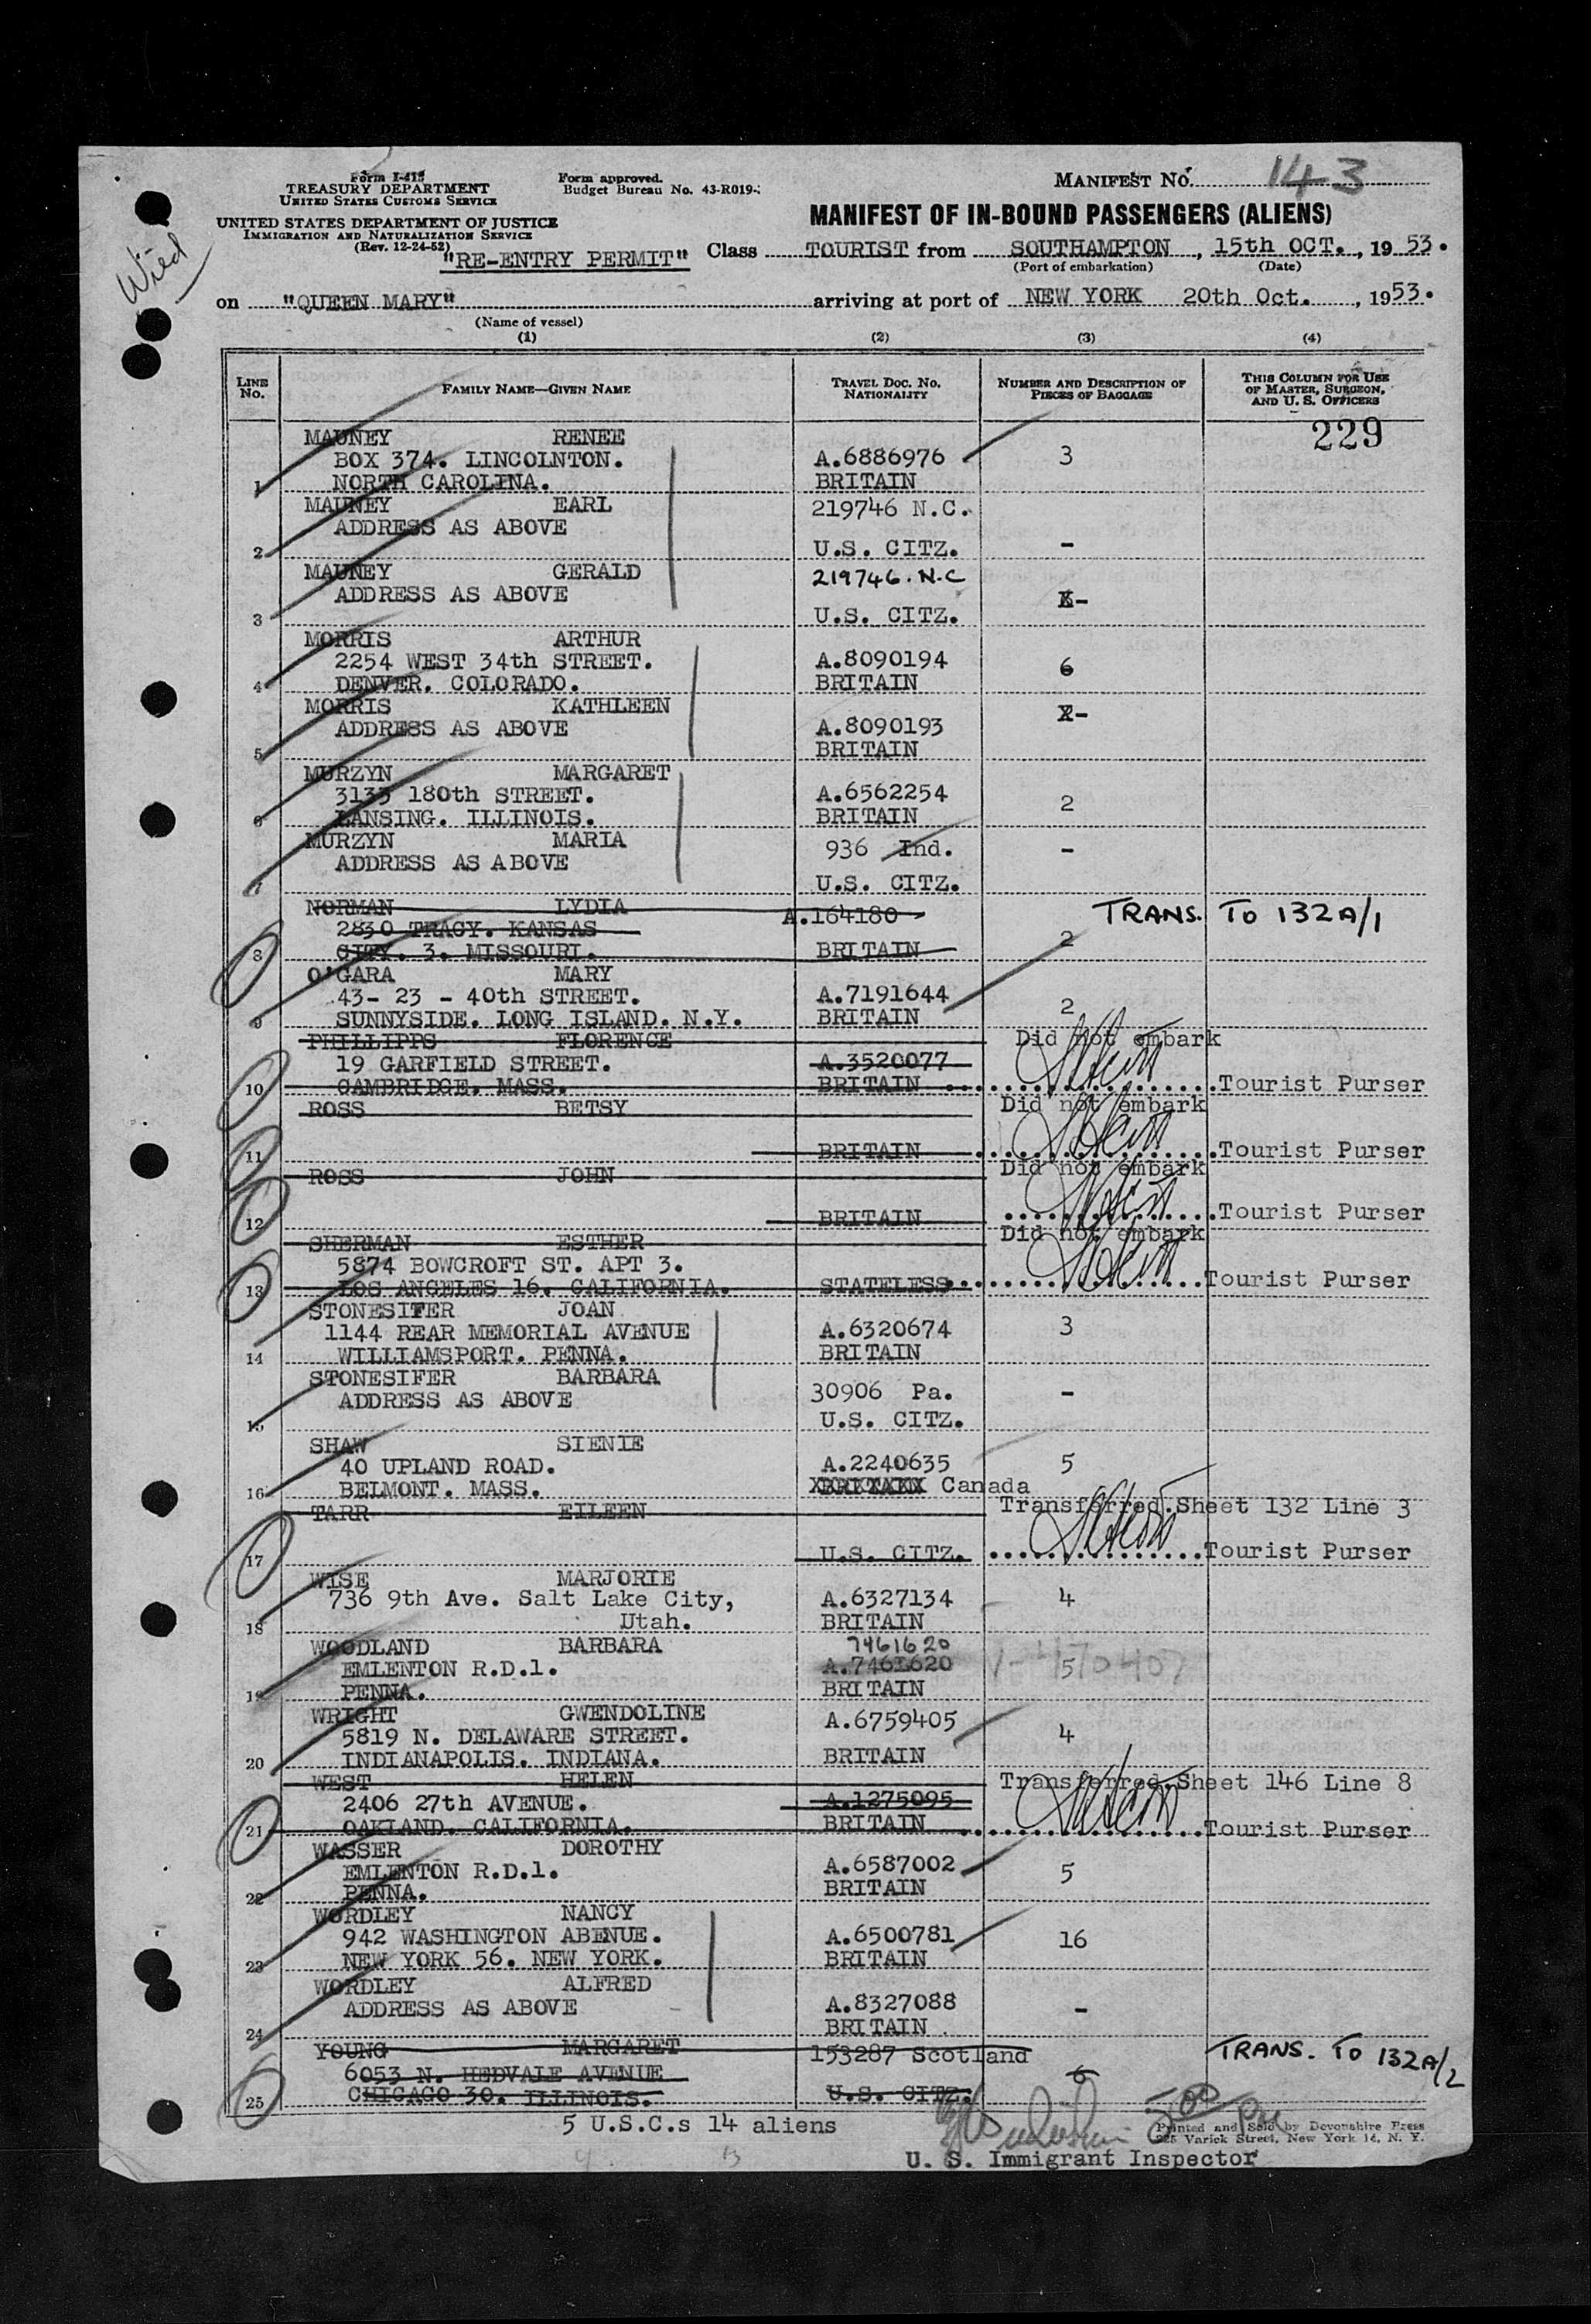 Form I-415
TREASURY DEPARTMENT
UNITED STATES CUSTOMS SERVICE
UNITED STATES DEPARTMENT OF JUSTICE
IMMIGRATION AND NATURALIZATION SERVICE
(Rev. 12-24-52)
Form approved.
Budget Bureau No. 43-R019-
MANIFEST NO. 143
MANIFEST OF IN-BOUND PASSENGERS (ALIENS)
"RE-ENTRY PERMIT" Class TOURIST from SOUTHAMPTON, 15th OCT., 1953.
(Port of embarkation) (Date)
on "QUEEN MARY" arriving at port of NEW YORK 20th Oct. , 1953.
(Name of vessel)
(1) (2) (3) (4)
LINE No. FAMILY NAME—GIVEN NAME TRAVEL DOC. NO. NATIONALITY NUMBER AND DESCRIPTION OF PIECES OF BAGGAGE THIS COLUMN FOR USE OF MASTER, SURGEON, AND U. S. OFFICERS
229
MAUNEY RENEE
BOX 374. LINCOLNTON. A.6886976 3
1 NORTH CAROLINA. BRITAIN
MAUNEY EARL 219746 N.C.
ADDRESS AS ABOVE
2 U.S. CITZ. -
MAUNEY GERALD 219746. N.C
ADDRESS AS ABOVE -
3 U.S. CITZ.
MORRIS ARTHUR
2254 WEST 34th STREET. A.8090194 6
4 DENVER. COLORADO. BRITAIN
MORRIS KATHLEEN -
ADDRESS AS ABOVE A.8090193
5 BRITAIN
MURZYN MARGARET
3133 180th STREET. A.6562254 2
6 LANSING. ILLINOIS. BRITAIN
MURZYN MARIA 936 Ind. -
ADDRESS AS ABOVE
7 U.S. CITZ.
NORMAN LYDIA A.164180 TRANS. TO 132A/1
2830 TRACY. KANSAS 2
8 CITY. 3. MISSOURI. BRITAIN
O'GARA MARY
43- 23 - 40th STREET. A.7191644 2
9 SUNNYSIDE. LONG ISLAND. N.Y. BRITAIN
PHILLIPPS FLORENCE Did not embark
19 GARFIELD STREET. A.3520077
10 CAMBRIDGE. MASS. BRITAIN Tourist Purser
ROSS BETSY Did not embark
11 BRITAIN Tourist Purser
ROSS JOHN Did not embark
12 BRITAIN Tourist Purser
SHERMAN ESTHER Did not embark
5874 BOWCROFT ST. APT 3.
13 LOS ANGELES 16. CALIFORNIA. STATELESS Tourist Purser
STONESIFER JOAN
1144 REAR MEMORIAL AVENUE A.6320674 3
14 WILLIAMSPORT. PENNA. BRITAIN
STONESIFER BARBARA
ADDRESS AS ABOVE 30906 Pa. -
15 U.S. CITZ.
SHAW SIENIE
40 UPLAND ROAD. A.2240635 5
16 BELMONT. MASS. Canada
TARR EILEEN Transferred.Sheet 132 Line 3
17 U.S. CITZ. Tourist Purser
WISE MARJORIE
736 9th Ave. Salt Lake City, A.6327134 4
18 Utah. BRITAIN
WOODLAND BARBARA 7461620
EMLENTON R.D.1. A.7461620 5
19 PENNA. BRITAIN
WRIGHT GWENDOLINE A.6759405
5819 N. DELAWARE STREET. 4
20 INDIANAPOLIS. INDIANA. BRITAIN
WEST HELEN Transferred.Sheet 146 Line 8
2406 27th AVENUE. A.1275095
21 OAKLAND. CALIFORNIA. BRITAIN Tourist Purser
WASSER DOROTHY
EMLENTON R.D.1. A.6587002 5
22 PENNA. BRITAIN
WORDLEY NANCY
942 WASHINGTON ABENUE. A.6500781 16
23 NEW YORK 56. NEW YORK. BRITAIN
WORDLEY ALFRED
ADDRESS AS ABOVE A.8327088 -
24 BRITAIN
YOUNG MARGARET 153287 Scotland TRANS. TO 132A/2
6053 N. HEDVALE AVENUE 6
25 CHICAGO 30. ILLINOIS. U.S. CITZ.
5 U.S.C.s 14 aliens
Printed and Sold by Devonshire Press
225 Varick Street, New York 14, N. Y.
U. S. Immigrant Inspector